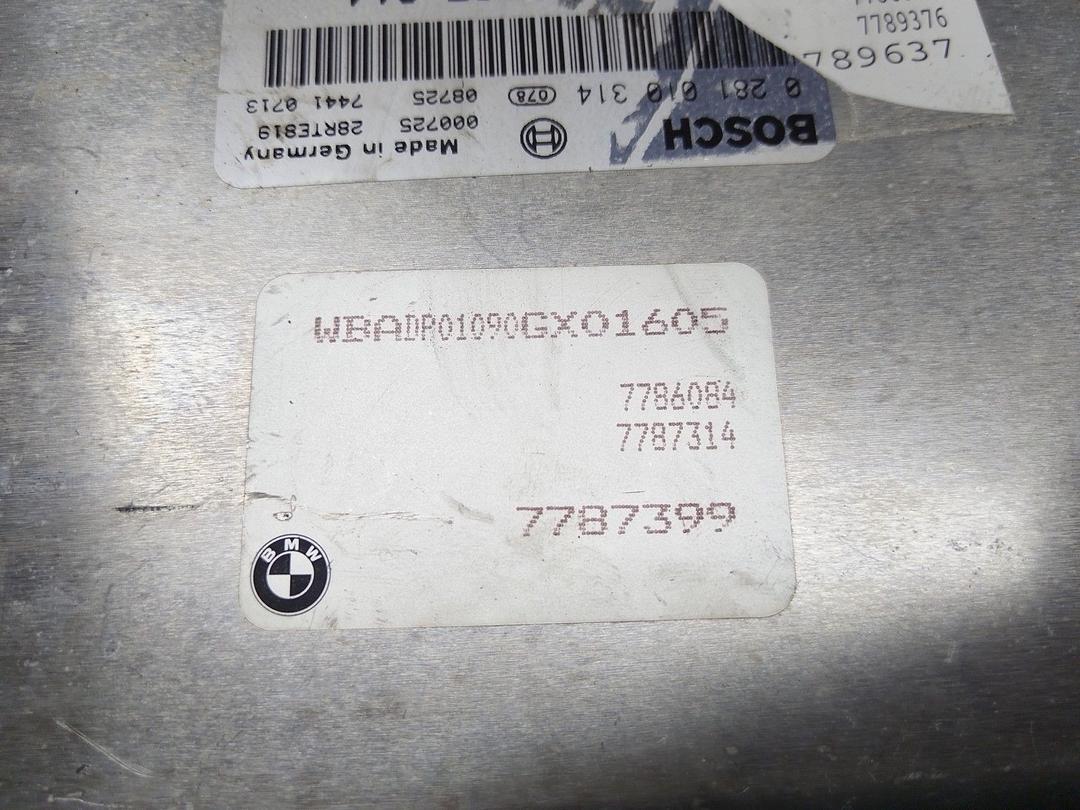 7789376
789637
BOSCH
0 281 010 314 078 08725 7441 0713
000725 28RTE819
Made in Germany
WBADP01090GX01605
7786084
7787314
7787399
BMW